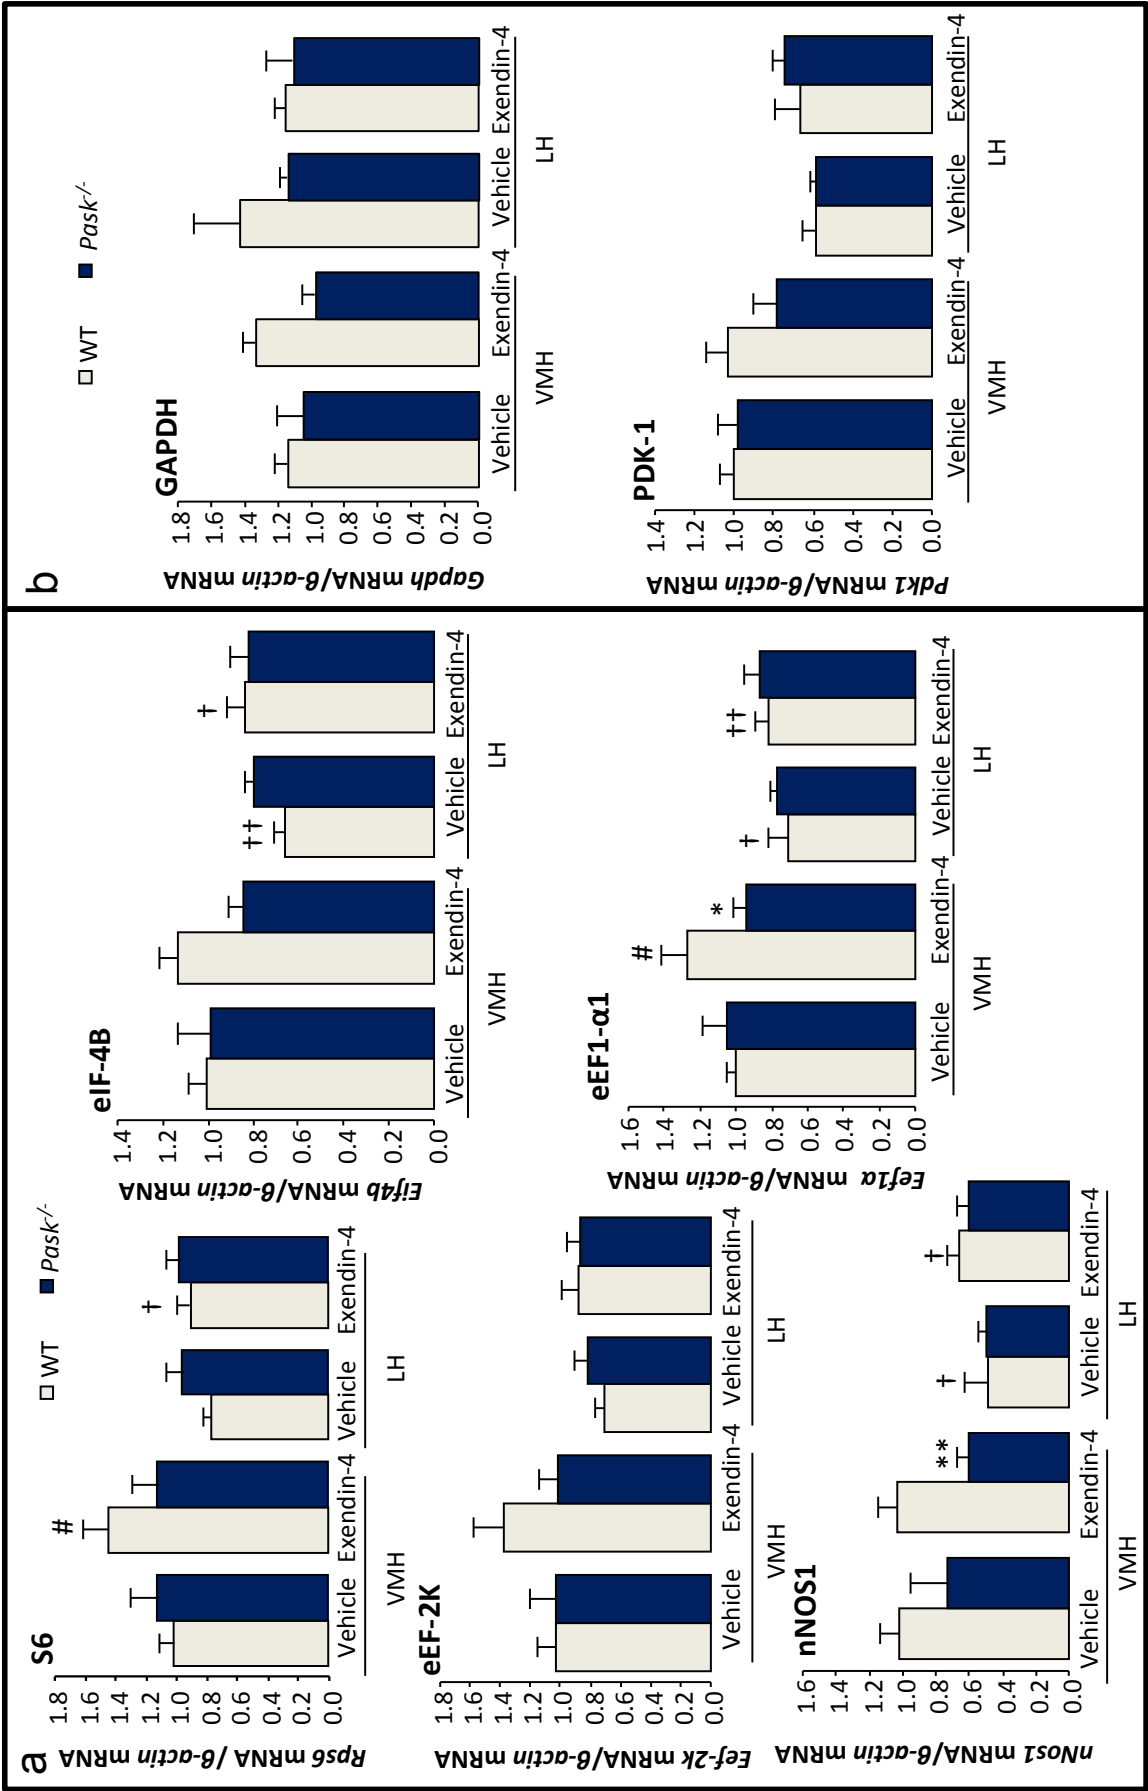 a
WT Pask-/-
S6
Rps6 mRNA /β-actin mRNA
1.8
1.6
1.4
1.2
1.0
0.8
0.6
0.4
0.2
0.0
#
†
Vehicle Exendin-4 Vehicle Exendin-4
VMH LH
eIF-4B
Eif4b mRNA/β-actin mRNA
1.4
1.2
1.0
0.8
0.6
0.4
0.2
0.0
††
†
Vehicle Exendin-4 Vehicle Exendin-4
VMH LH
eEF-2K
Eef-2k mRNA/β-actin mRNA
1.8
1.6
1.4
1.2
1.0
0.8
0.6
0.4
0.2
0.0
Vehicle Exendin-4 Vehicle Exendin-4
VMH LH
eEF1-α1
Eef1α mRNA/β-actin mRNA
1.6
1.4
1.2
1.0
0.8
0.6
0.4
0.2
0.0
#
*
†
††
Vehicle Exendin-4 Vehicle Exendin-4
VMH LH
nNOS1
nNos1 mRNA/β-actin mRNA
1.6
1.4
1.2
1.0
0.8
0.6
0.4
0.2
0.0
**
†
†
Vehicle Exendin-4 Vehicle Exendin-4
VMH LH
b
WT Pask-/-
GAPDH
Gapdh mRNA/β-actin mRNA
1.8
1.6
1.4
1.2
1.0
0.8
0.6
0.4
0.2
0.0
Vehicle Exendin-4 Vehicle Exendin-4
VMH LH
PDK-1
Pdk1 mRNA/β-actin mRNA
1.4
1.2
1.0
0.8
0.6
0.4
0.2
0.0
Vehicle Exendin-4 Vehicle Exendin-4
VMH LH